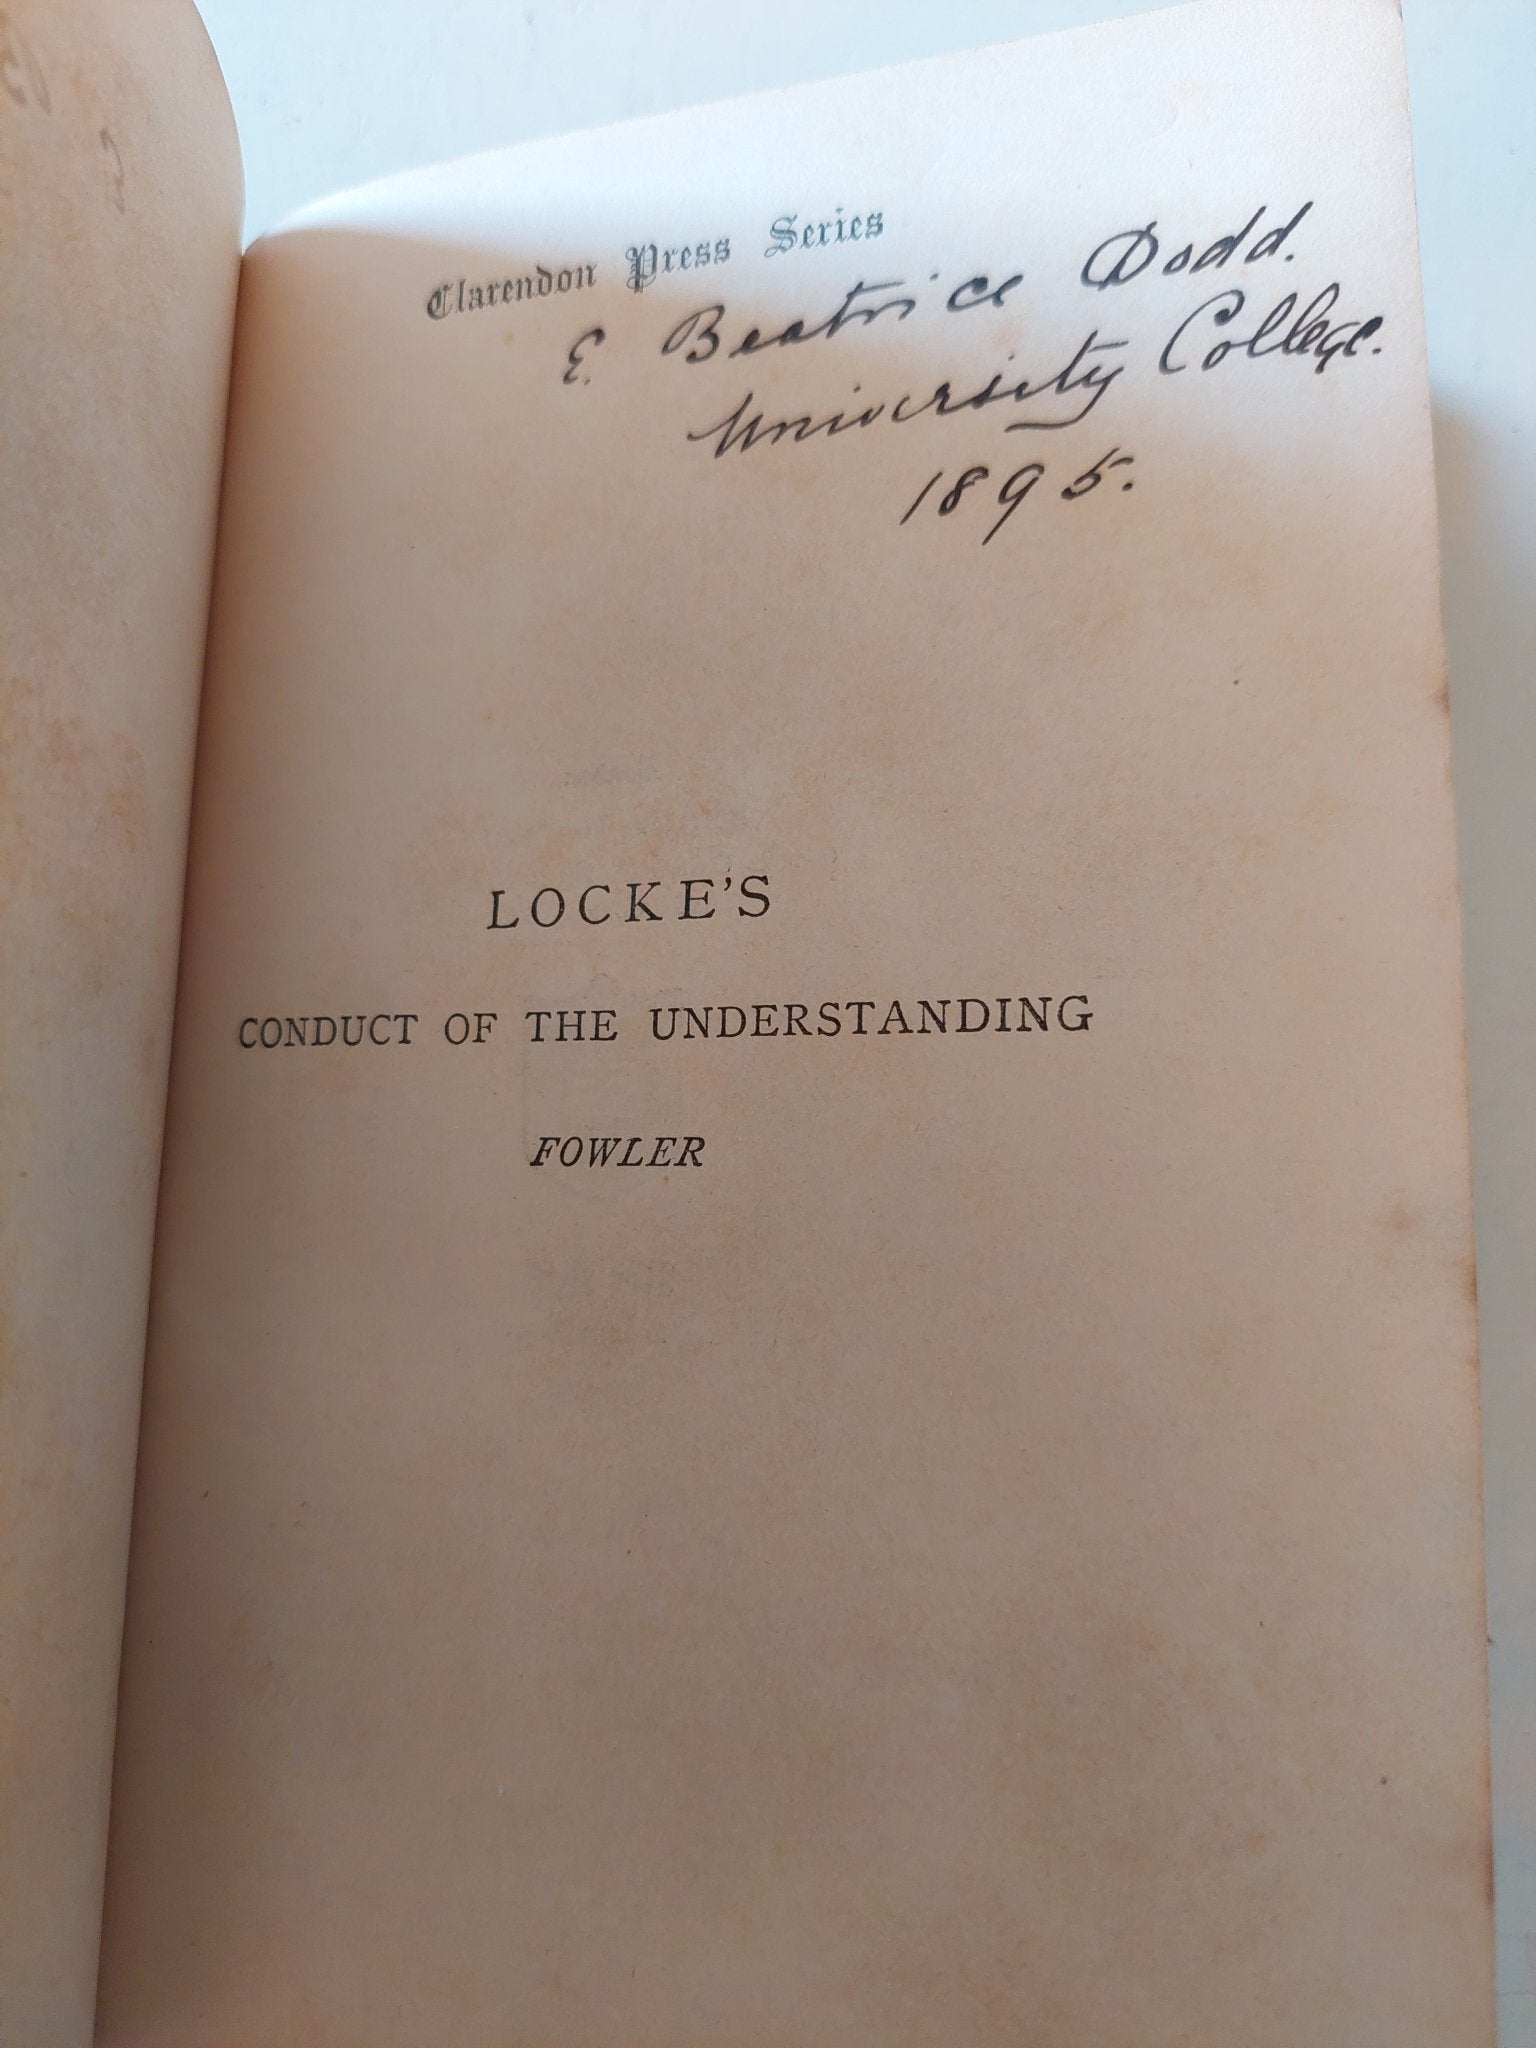 Clarendon Press Series
E. Beatrice Dodd.
University College.
1895.
LOCKE'S
CONDUCT OF THE UNDERSTANDING
FOWLER